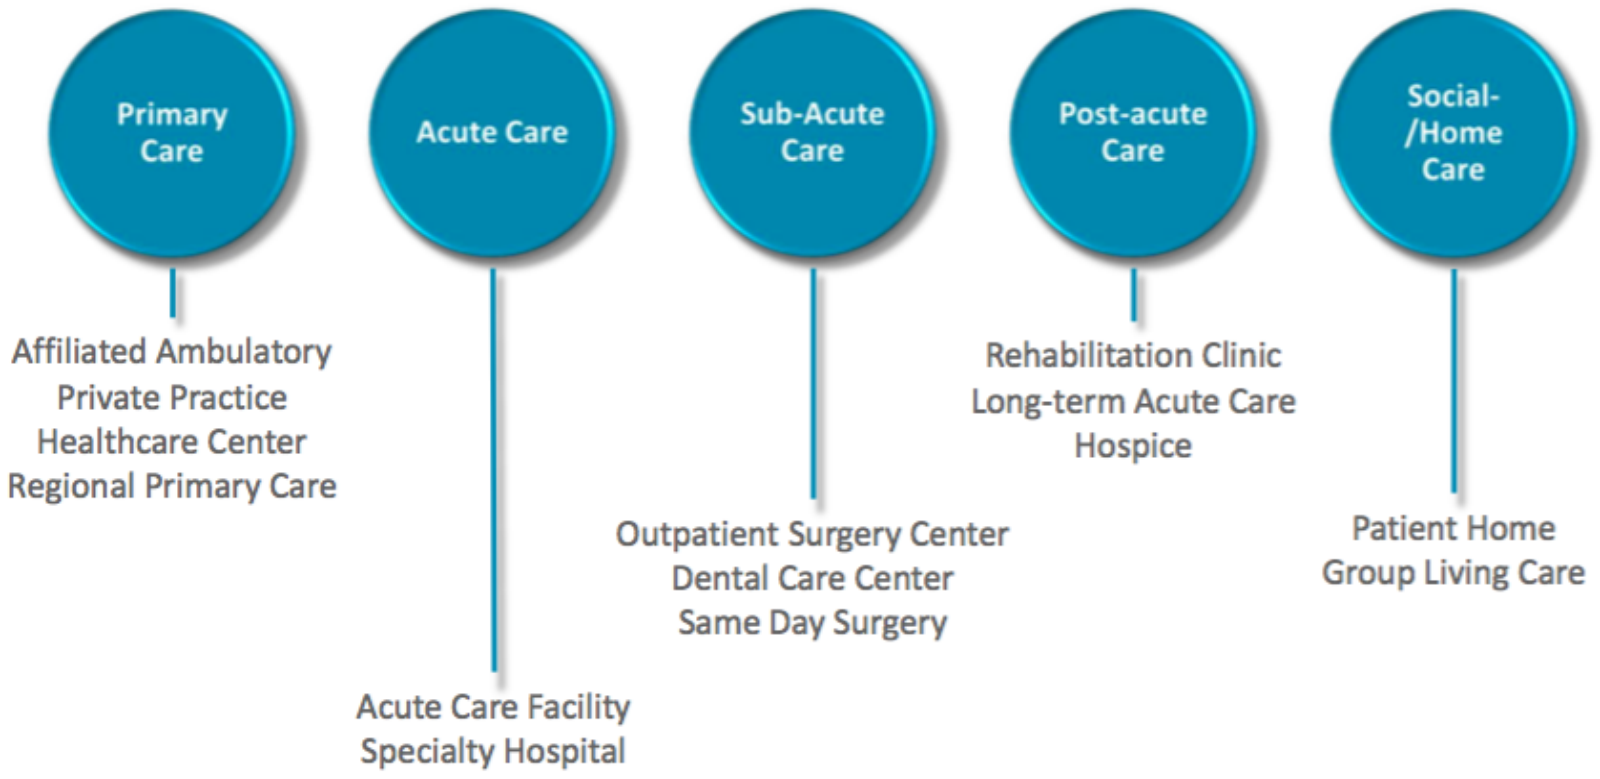 Primary
Care
Acute Care
Sub-Acute
Care
Post-acute
Care
Social-
/Home
Care
Affiliated Ambulatory
Private Practice
Healthcare Center
Regional Primary Care
Acute Care Facility
Specialty Hospital
Outpatient Surgery Center
Dental Care Center
Same Day Surgery
Rehabilitation Clinic
Long-term Acute Care
Hospice
Patient Home
Group Living Care